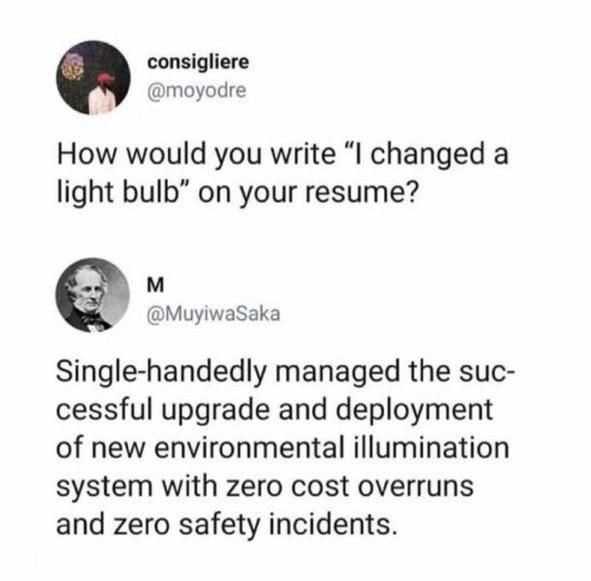 consigliere
@moyodre
How would you write “I changed a
light bulb” on your resume?
M
@MuyiwaSaka
Single-handedly managed the suc-
cessful upgrade and deployment
of new environmental illumination
system with zero cost overruns
and zero safety incidents.